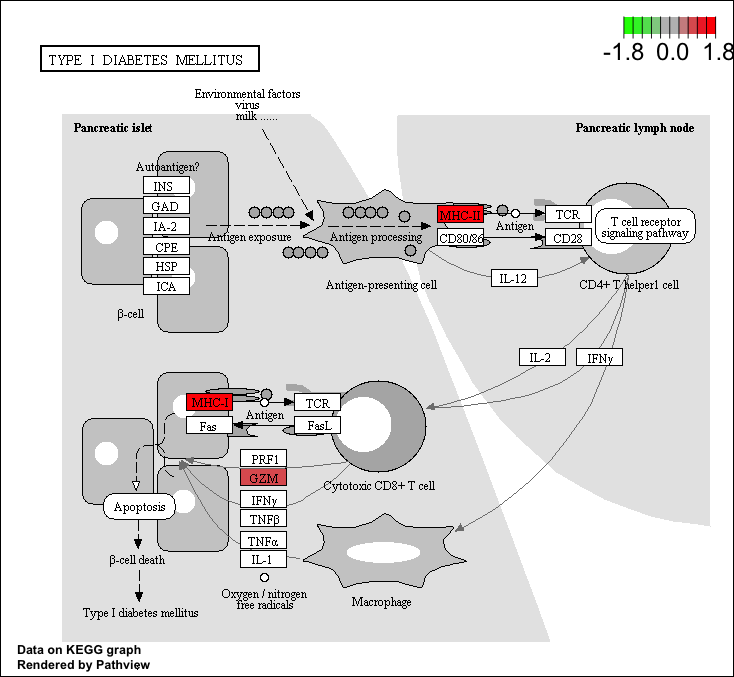 -1.8 0.0 1.8
TYPE I DIABETES MELLITUS
Environmental factors
virus
milk ......
Pancreatic islet
Pancreatic lymph node
Autoantigen?
INS
GAD
IA-2
CPE
HSP
ICA
β-cell
Antigen exposure
Antigen processing
MHC-II
CD80/86
Antigen
TCR
CD28
T cell receptor
signaling pathway
IL-12
Antigen-presenting cell
CD4+ T helper1 cell
IL-2
IFNγ
MHC-I
Fas
Antigen
TCR
FasL
PRF1
GZM
IFNγ
TNFβ
TNFα
IL-1
Cytotoxic CD8+ T cell
Apoptosis
β-cell death
Type I diabetes mellitus
Oxygen / nitrogen
free radicals
Macrophage
Data on KEGG graph
Rendered by Pathview